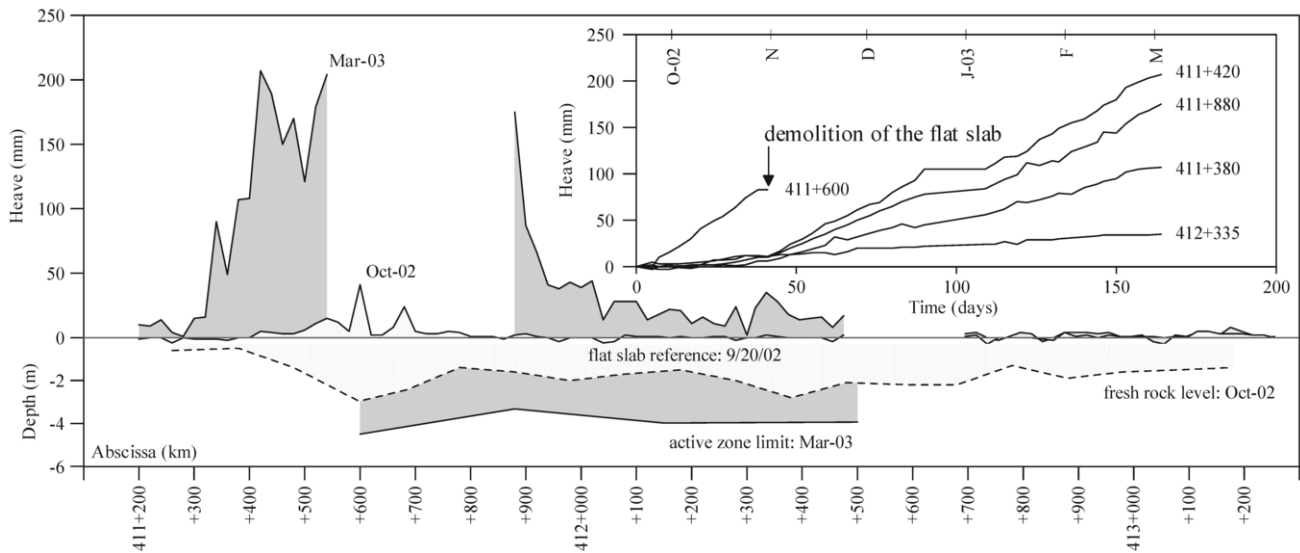 250
200
150
100
50
0
-2
-4
-6
Heave (mm)
Depth (m)
Mar-03
Oct-02
flat slab reference: 9/20/02
fresh rock level: Oct-02
active zone limit: Mar-03
Abscissa (km)
411+200
+300
+400
+500
+600
+700
+800
+900
412+000
+100
+200
+300
+400
+500
+600
+700
+800
+900
413+000
+100
+200
250
200
150
100
50
0
Heave (mm)
O-02
N
D
J-03
F
M
demolition of the flat slab
411+600
411+420
411+880
411+380
412+335
0
50
100
150
200
Time (days)